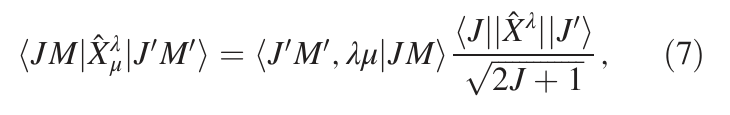 ⟨JM|X̂^λ_μ|J′M′⟩ = ⟨J′M′, λμ|JM⟩ ⟨J||X̂^λ||J′⟩ / √(2J + 1) ,   (7)